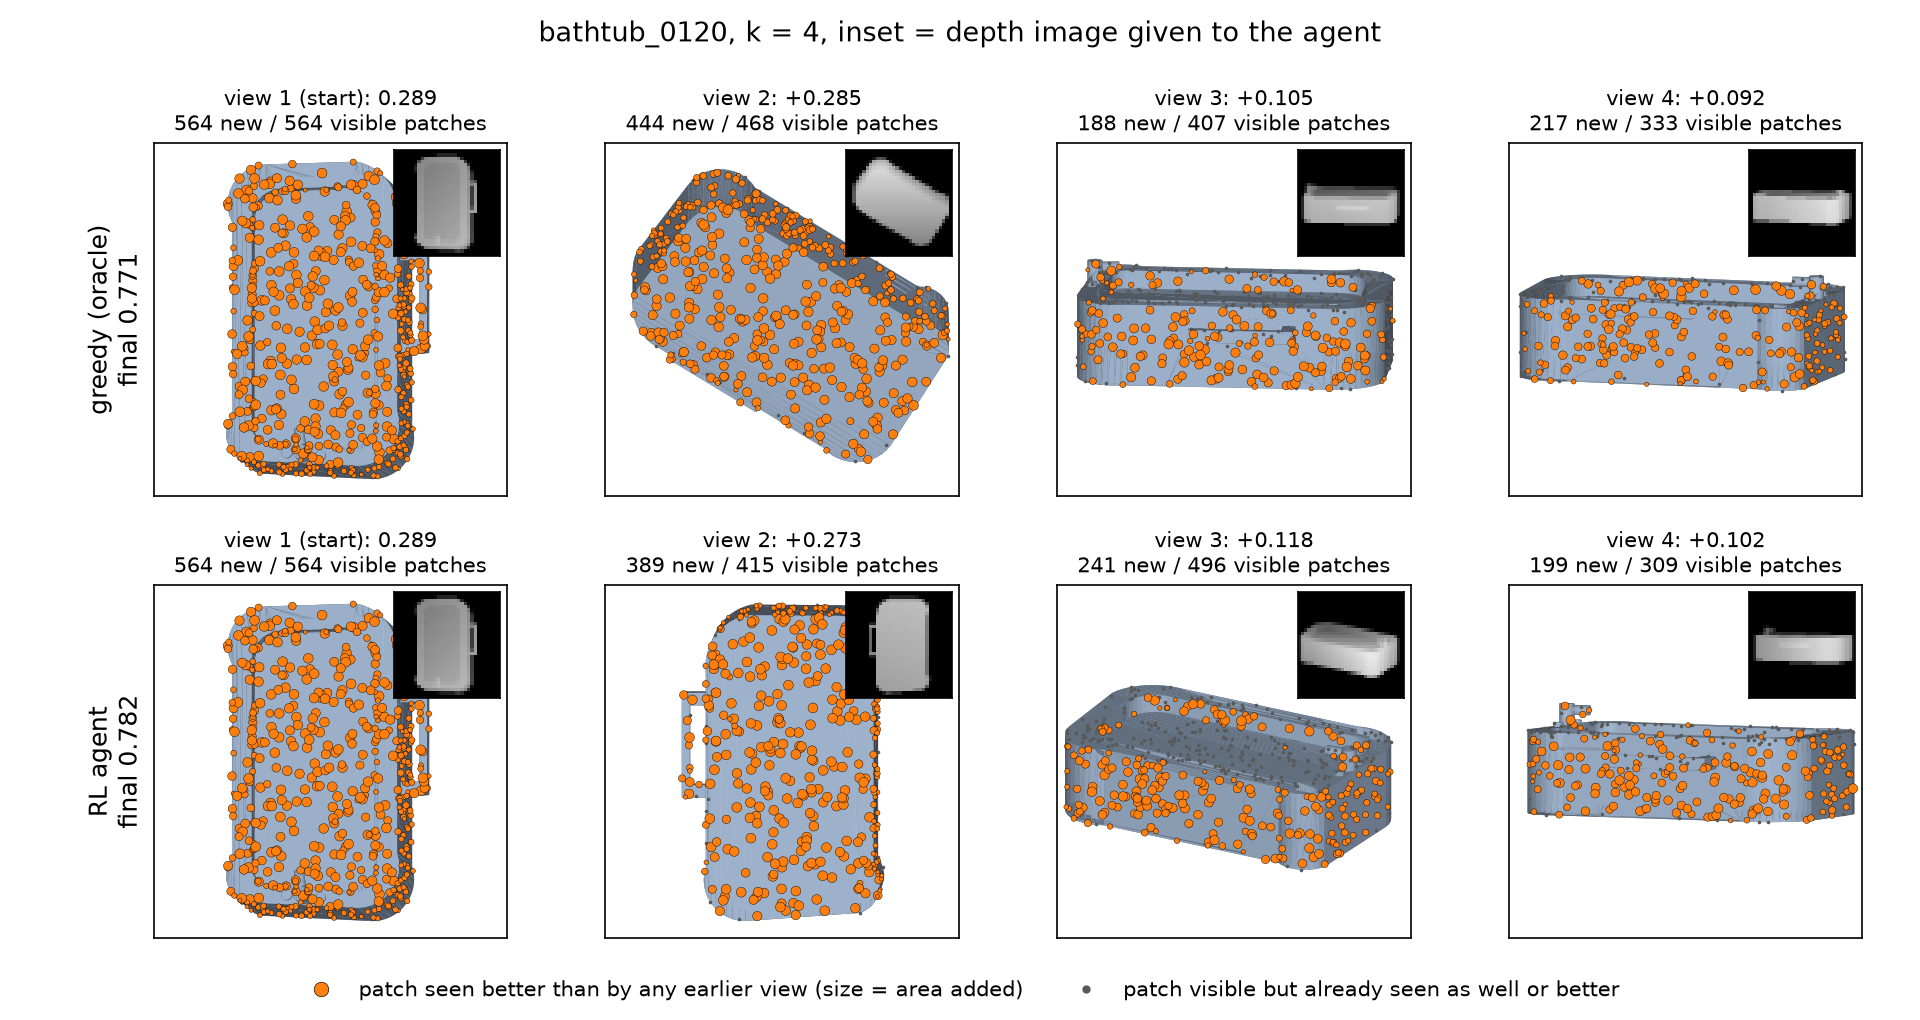 bathtub_0120, k = 4, inset = depth image given to the agent
view 1 (start): 0.289
564 new / 564 visible patches
view 2: +0.285
444 new / 468 visible patches
view 3: +0.105
188 new / 407 visible patches
view 4: +0.092
217 new / 333 visible patches
greedy (oracle)
final 0.771
view 1 (start): 0.289
564 new / 564 visible patches
view 2: +0.273
389 new / 415 visible patches
view 3: +0.118
241 new / 496 visible patches
view 4: +0.102
199 new / 309 visible patches
RL agent
final 0.782
patch seen better than by any earlier view (size = area added)
patch visible but already seen as well or better